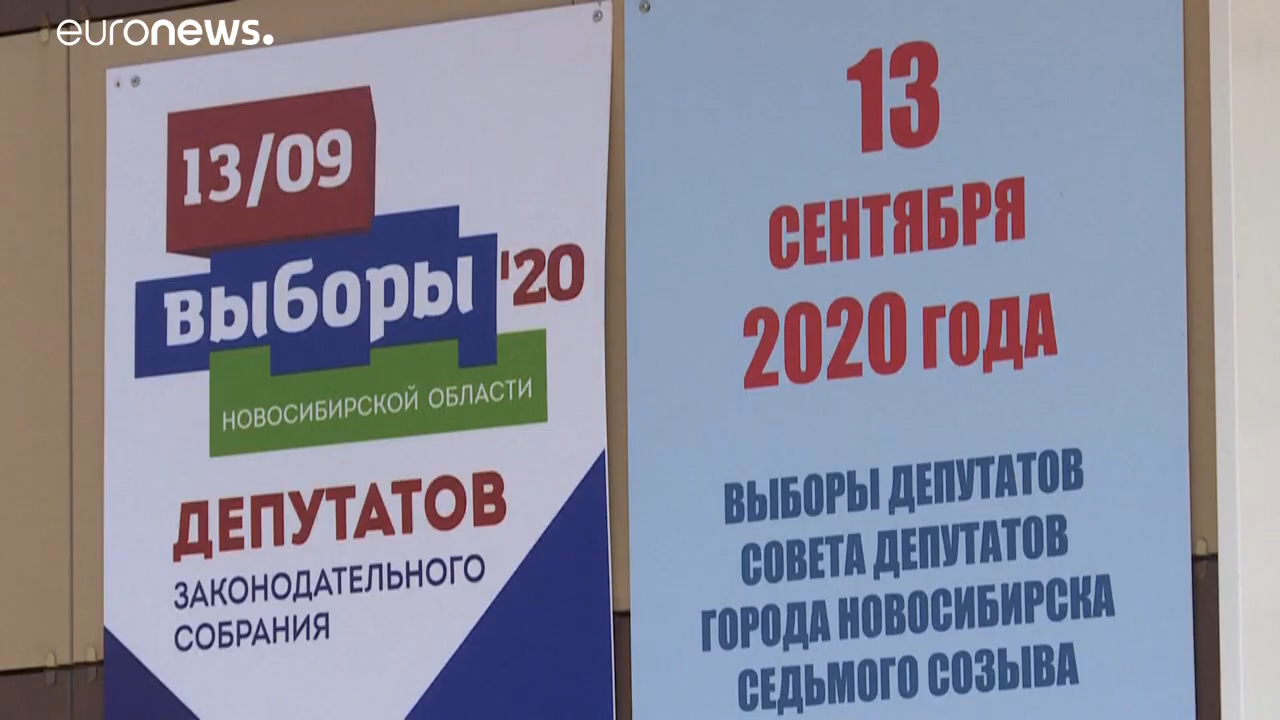 euronews.
13/09
выборы '20
НОВОСИБИРСКОЙ ОБЛАСТИ
ДЕПУТАТОВ
ЗАКОНОДАТЕЛЬНОГО
СОБРАНИЯ
13
СЕНТЯБРЯ
2020 ГОДА
ВЫБОРЫ ДЕПУТАТОВ
СОВЕТА ДЕПУТАТОВ
ГОРОДА НОВОСИБИРСКА
СЕДЬМОГО СОЗЫВА